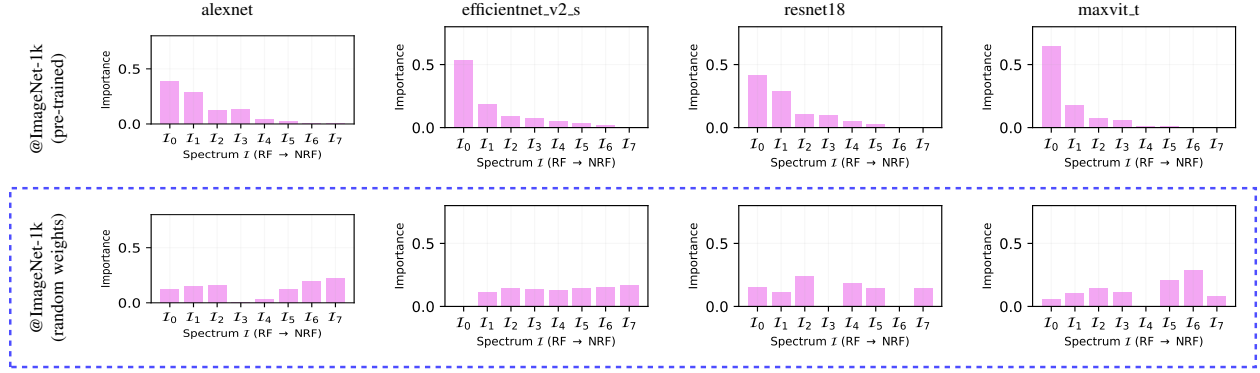 alexnet efficientnet_v2_s resnet18 maxvit_t
@ImageNet-1k
(pre-trained)
Importance Importance Importance Importance
0.5 0.5 0.5 0.5
0.0 0.0 0.0 0.0
I₀ I₁ I₂ I₃ I₄ I₅ I₆ I₇ I₀ I₁ I₂ I₃ I₄ I₅ I₆ I₇ I₀ I₁ I₂ I₃ I₄ I₅ I₆ I₇ I₀ I₁ I₂ I₃ I₄ I₅ I₆ I₇
Spectrum I (RF → NRF) Spectrum I (RF → NRF) Spectrum I (RF → NRF) Spectrum I (RF → NRF)
@ImageNet-1k
(random weights)
Importance Importance Importance Importance
0.5 0.5 0.5 0.5
0.0 0.0 0.0 0.0
I₀ I₁ I₂ I₃ I₄ I₅ I₆ I₇ I₀ I₁ I₂ I₃ I₄ I₅ I₆ I₇ I₀ I₁ I₂ I₃ I₄ I₅ I₆ I₇ I₀ I₁ I₂ I₃ I₄ I₅ I₆ I₇
Spectrum I (RF → NRF) Spectrum I (RF → NRF) Spectrum I (RF → NRF) Spectrum I (RF → NRF)